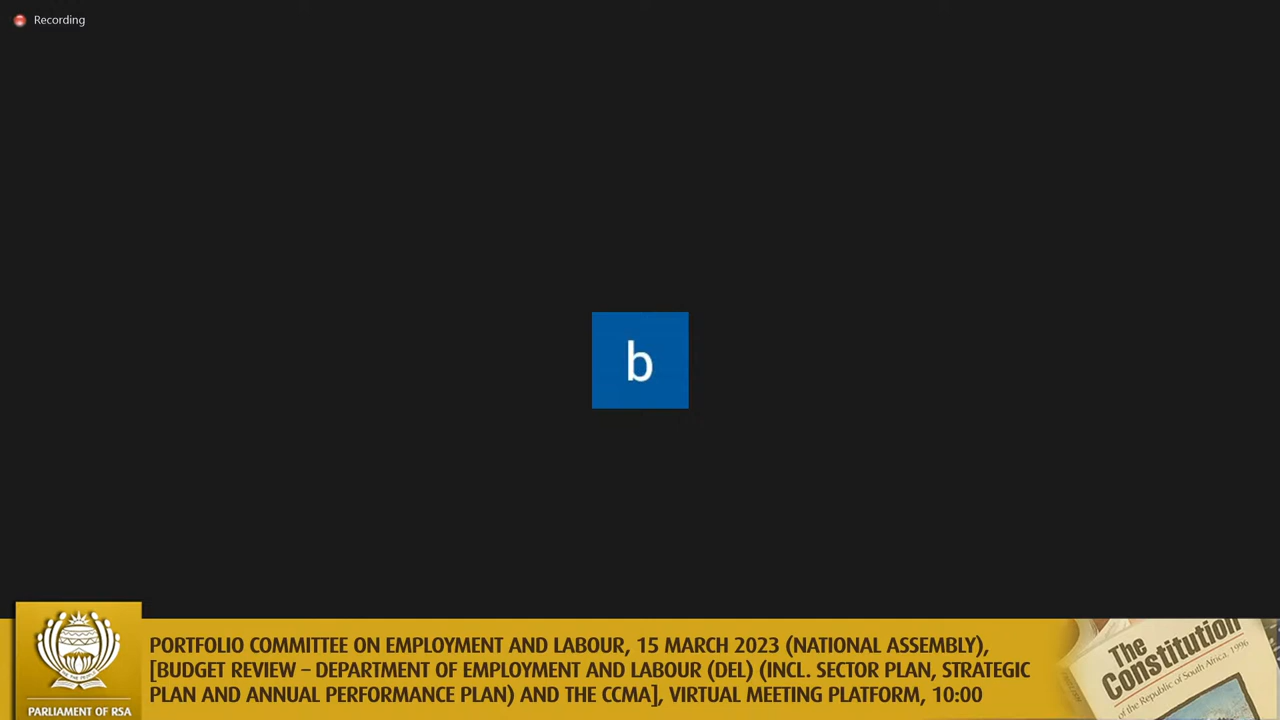 Recording
b
PORTFOLIO COMMITTEE ON EMPLOYMENT AND LABOUR, 15 MARCH 2023 (NATIONAL ASSEMBLY),
[BUDGET REVIEW – DEPARTMENT OF EMPLOYMENT AND LABOUR (DEL) (INCL. SECTOR PLAN, STRATEGIC
PLAN AND ANNUAL PERFORMANCE PLAN) AND THE CCMA], VIRTUAL MEETING PLATFORM, 10:00
PARLIAMENT OF RSA
The
Constitution
of the Republic of South Africa, 1996